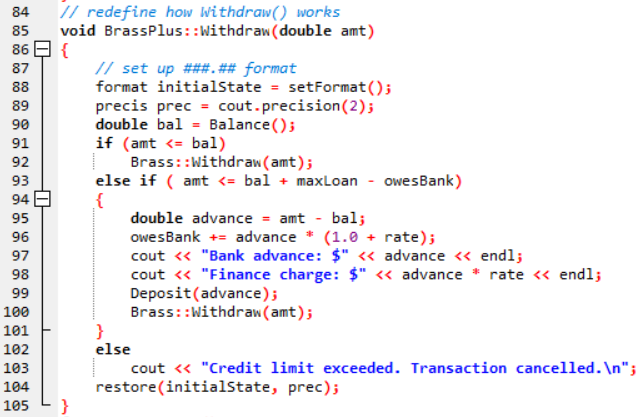 84 // redefine how Withdraw() works
85 void BrassPlus::Withdraw(double amt)
86 {
87     // set up ###.## format
88     format initialState = setFormat();
89     precis prec = cout.precision(2);
90     double bal = Balance();
91     if (amt <= bal)
92         Brass::Withdraw(amt);
93     else if ( amt <= bal + maxLoan - owesBank)
94     {
95         double advance = amt - bal;
96         owesBank += advance * (1.0 + rate);
97         cout << "Bank advance: $" << advance << endl;
98         cout << "Finance charge: $" << advance * rate << endl;
99         Deposit(advance);
100         Brass::Withdraw(amt);
101     }
102     else
103         cout << "Credit limit exceeded. Transaction cancelled.\n";
104     restore(initialState, prec);
105 }